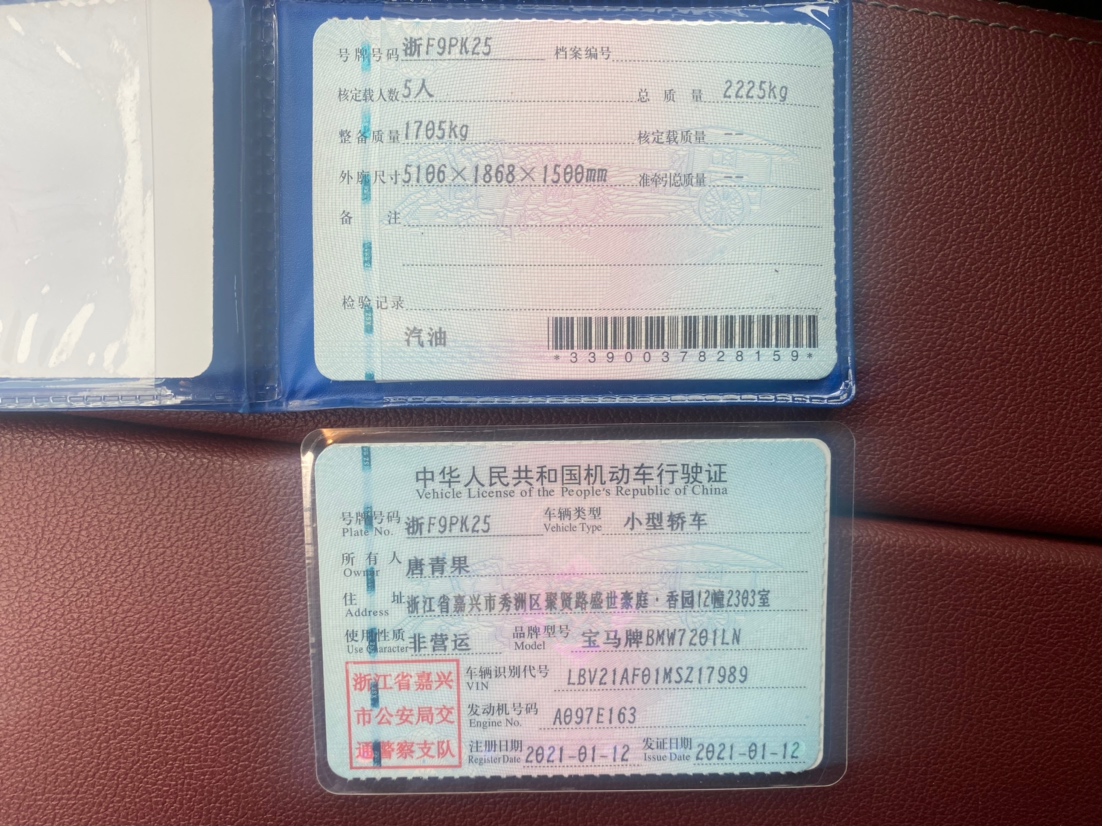 号牌号码 浙F9PK25 档案编号
核定载人数 5人 总质量 2225kg
整备质量 1705kg 核定载质量 --
外廓尺寸 5106×1868×1500mm 准牵引总质量 --
备注
检验记录
汽油
*3390037828159*
中华人民共和国机动车行驶证
Vehicle License of the People's Republic of China
号牌号码 浙F9PK25 车辆类型 小型轿车
Plate No. Vehicle Type
所有人 唐青果
Owner
住址 浙江省嘉兴市秀洲区聚贤路盛世豪庭·香园12幢2303室
Address
使用性质 非营运 品牌型号 宝马牌BMW7201LN
Use Character Model
浙江省嘉兴
市公安局交
通警察支队
车辆识别代号 LBV21AF01MSZ17989
VIN
发动机号码 A097E163
Engine No.
注册日期 2021-01-12 发证日期 2021-01-12
Register Date Issue Date